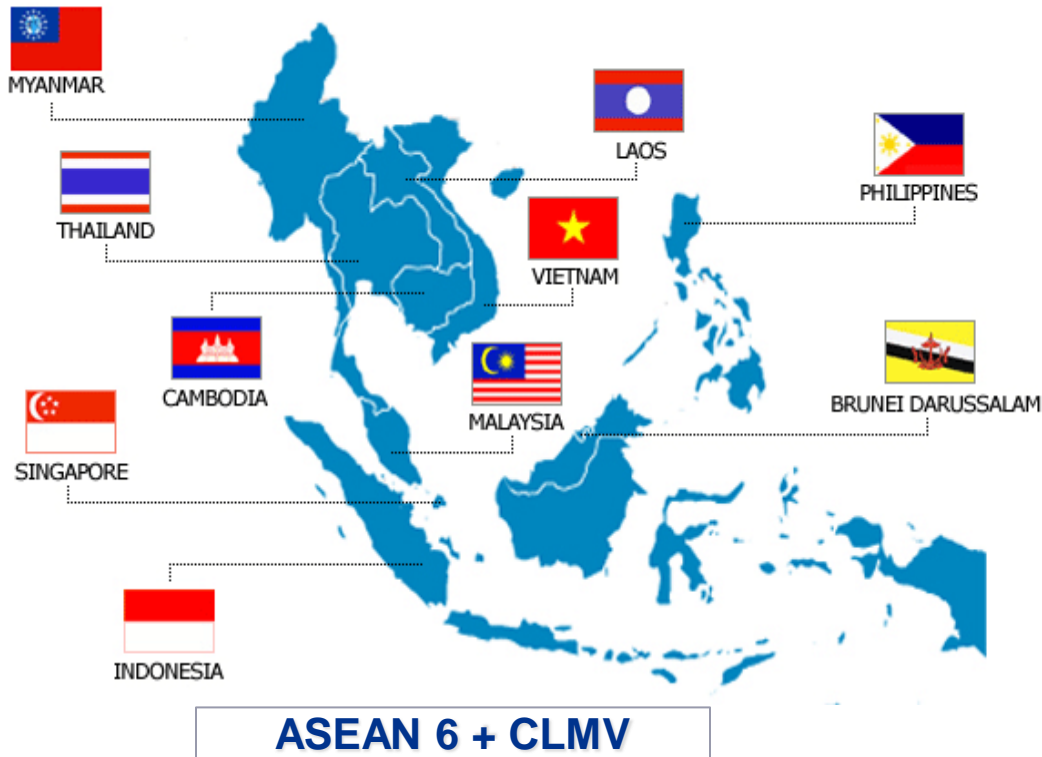 MYANMAR
LAOS
PHILIPPINES
THAILAND
VIETNAM
CAMBODIA
MALAYSIA
BRUNEI DARUSSALAM
SINGAPORE
INDONESIA
ASEAN 6 + CLMV